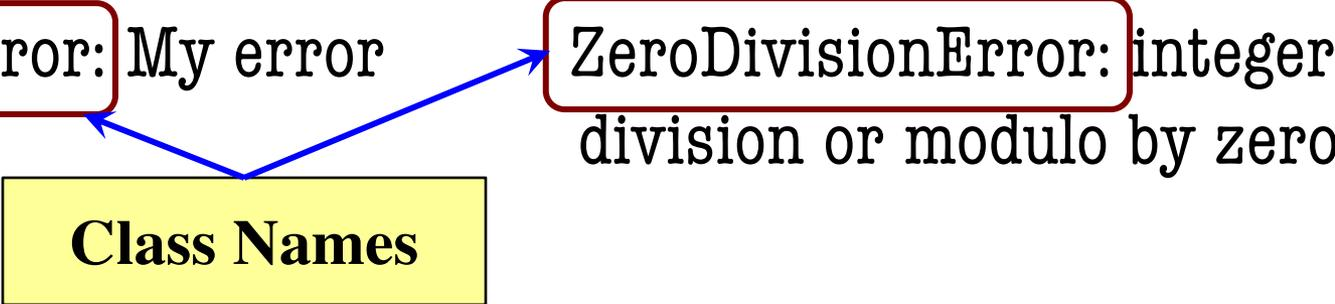 ror: My error
ZeroDivisionError: integer
division or modulo by zero
Class Names